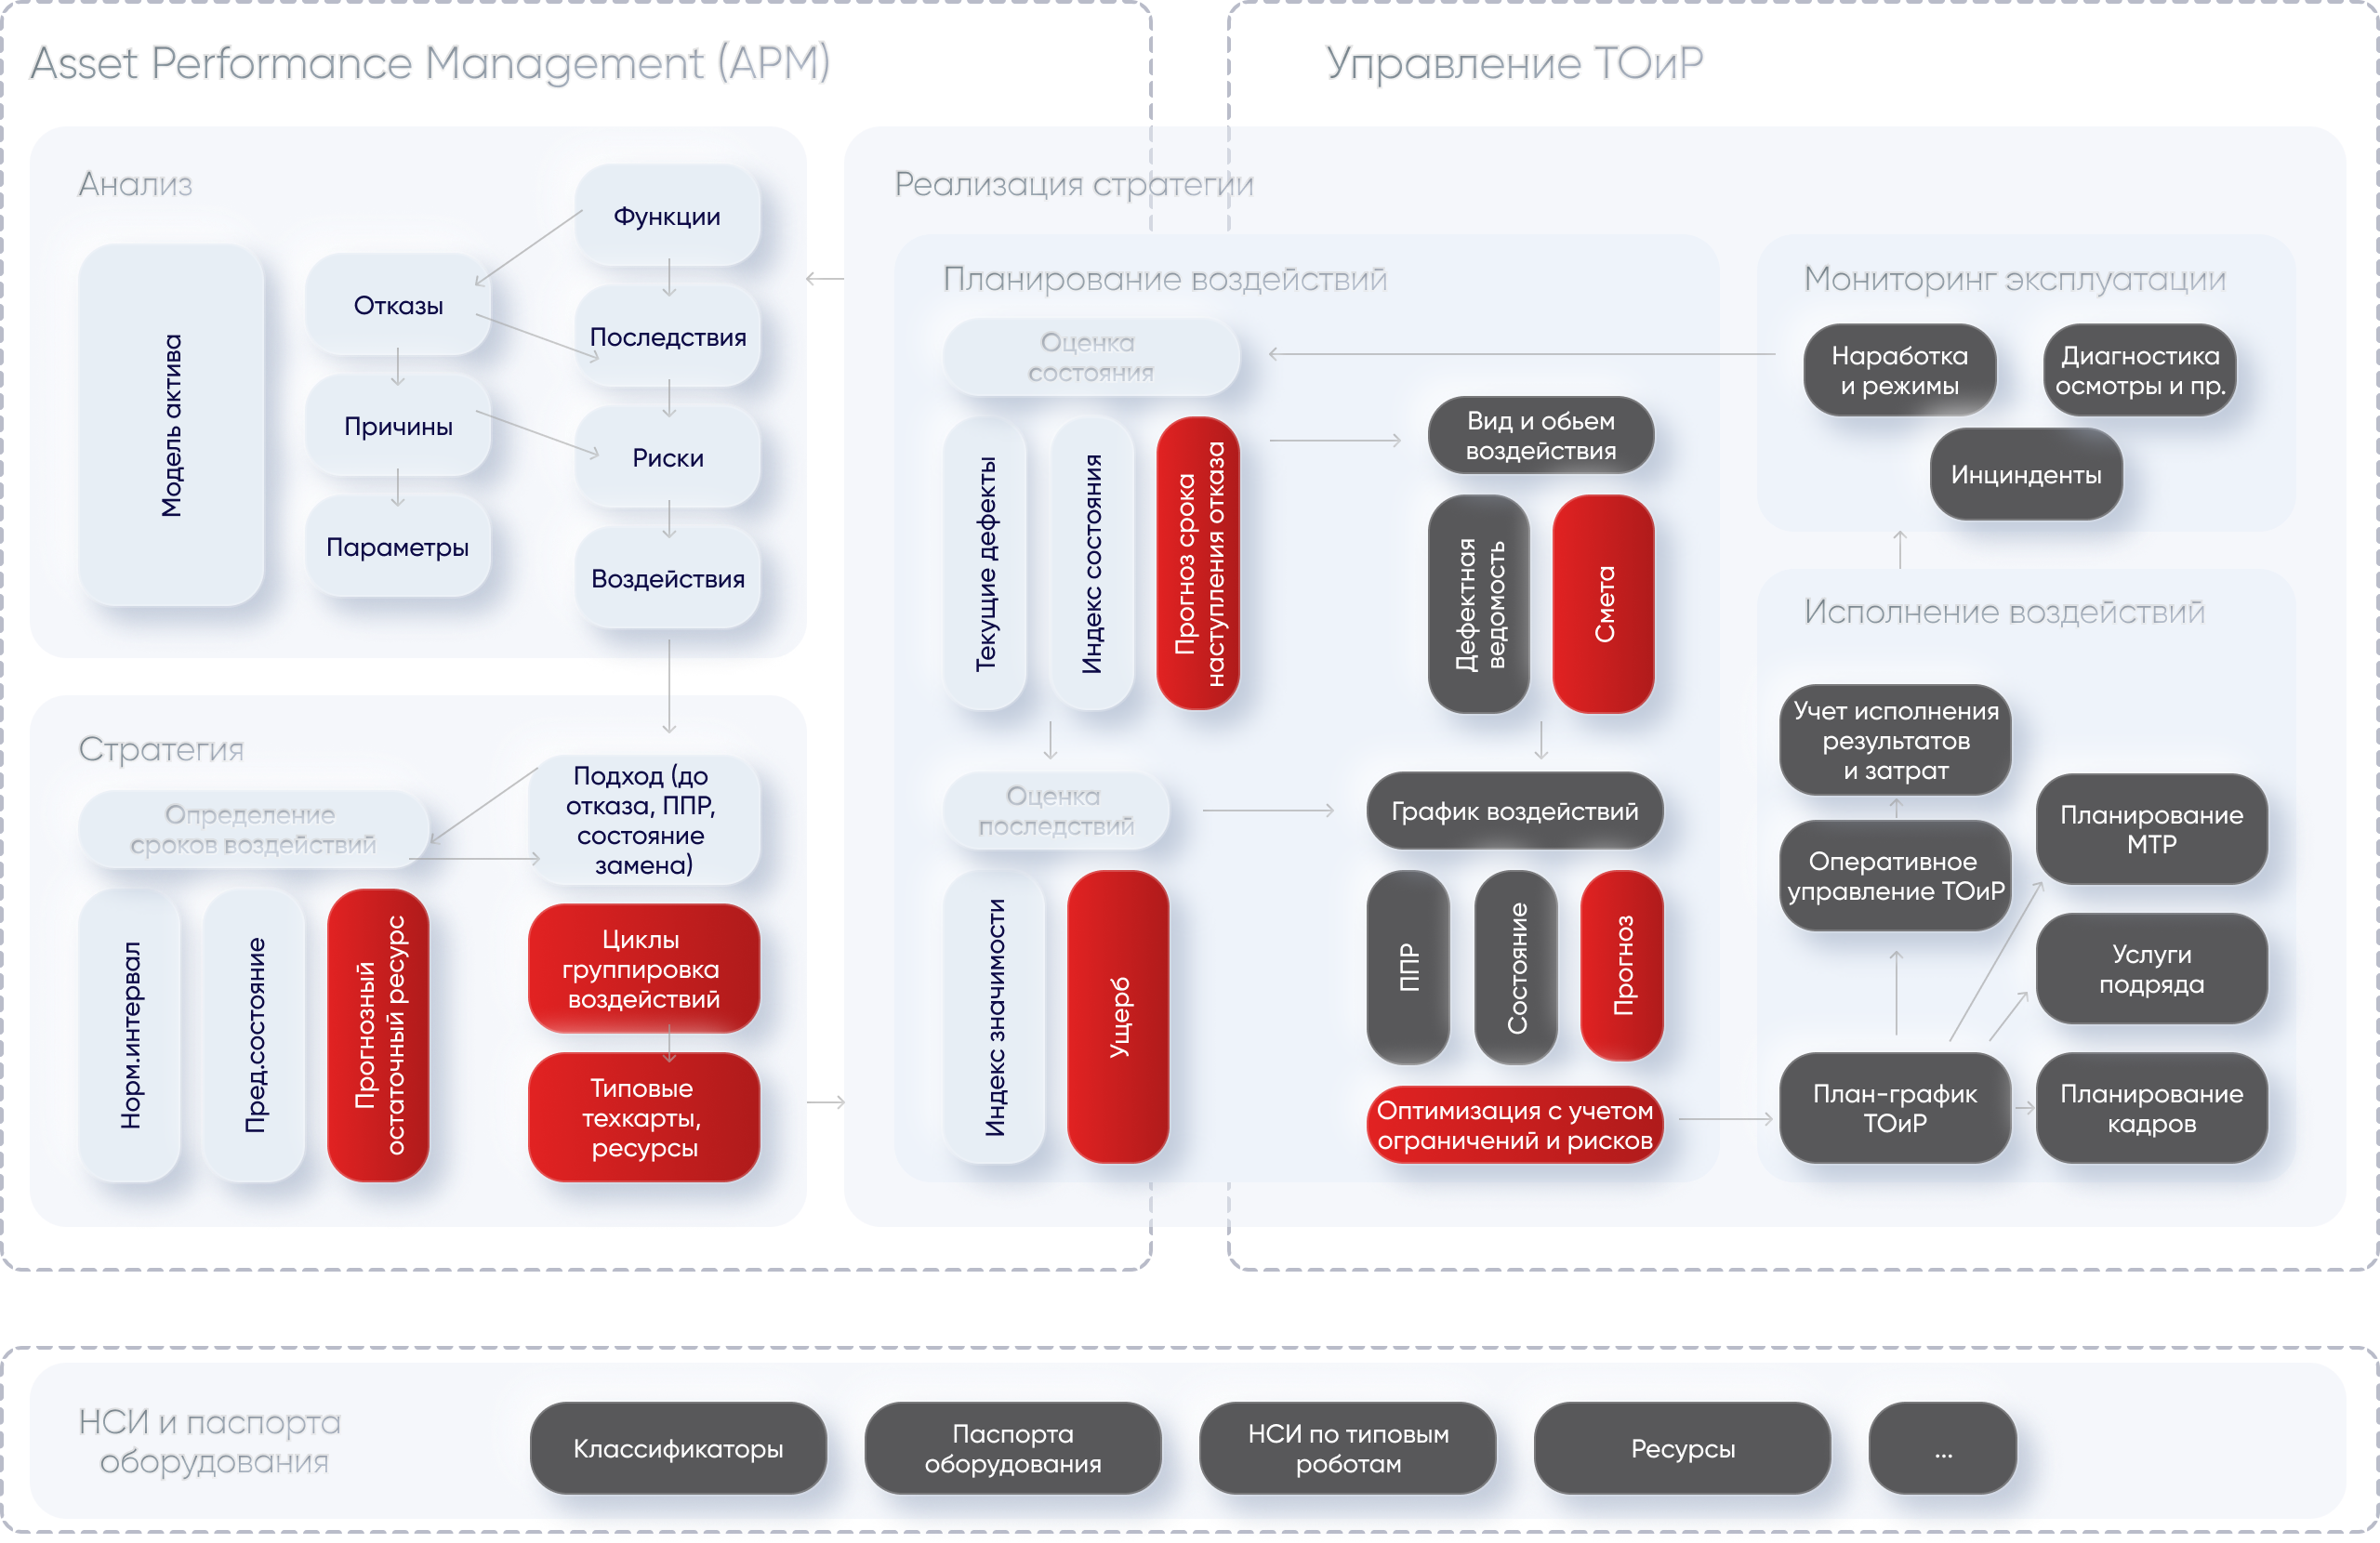 Asset Performance Management (APM)
Управление ТОиР
Анализ
Модель актива
Функции
Отказы
Последствия
Причины
Риски
Параметры
Воздействия
Стратегия
Определение
сроков воздействий
Подход (до
отказа, ППР,
состояние
замена)
Норм.интервал
Пред.состояние
Прогнозный
остаточный ресурс
Циклы
группировка
воздействий
Типовые
техкарты,
ресурсы
Реализация стратегии
Планирование воздействий
Оценка
состояния
Текущие дефекты
Индекс состояния
Прогноз срока
наступления отказа
Вид и обьем
воздействия
Дефектная
ведомость
Смета
Оценка
последствий
Индекс значимости
Ущерб
График воздействий
ППР
Состояние
Прогноз
Оптимизация с учетом
ограничений и рисков
Мониторинг эксплуатации
Наработка
и режимы
Диагностика
осмотры и пр.
Инцинденты
Исполнение воздействий
Учет исполнения
результатов
и затрат
Оперативное
управление ТОиР
Планирование
МТР
Услуги
подряда
План-график
ТОиР
Планирование
кадров
НСИ и паспорта
оборудования
Классификаторы
Паспорта
оборудования
НСИ по типовым
роботам
Ресурсы
...